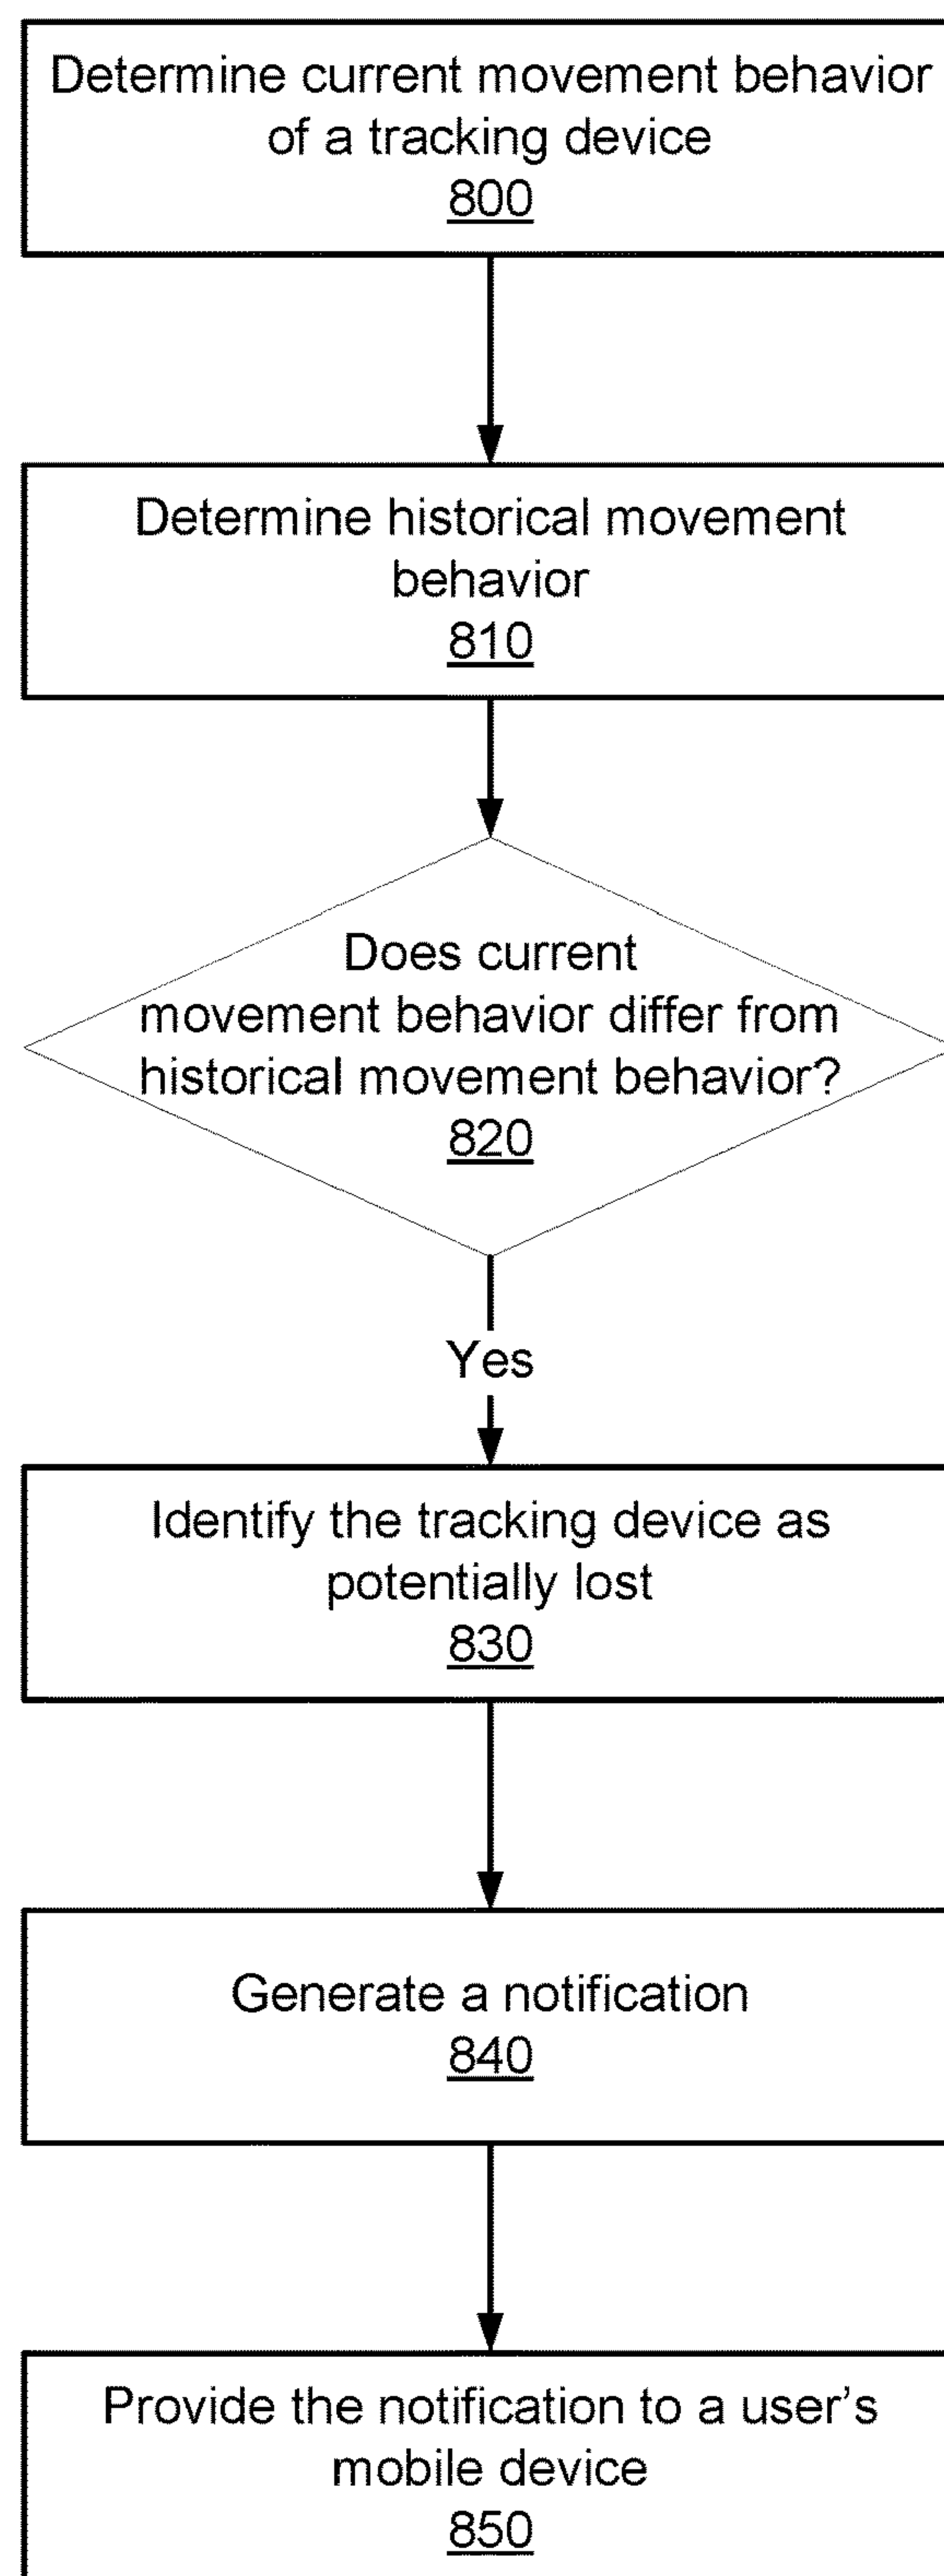 Determine current movement behavior
of a tracking device
800
Determine historical movement
behavior
810
Does current
movement behavior differ from
historical movement behavior?
820
Yes
Identify the tracking device as
potentially lost
830
Generate a notification
840
Provide the notification to a user's
mobile device
850